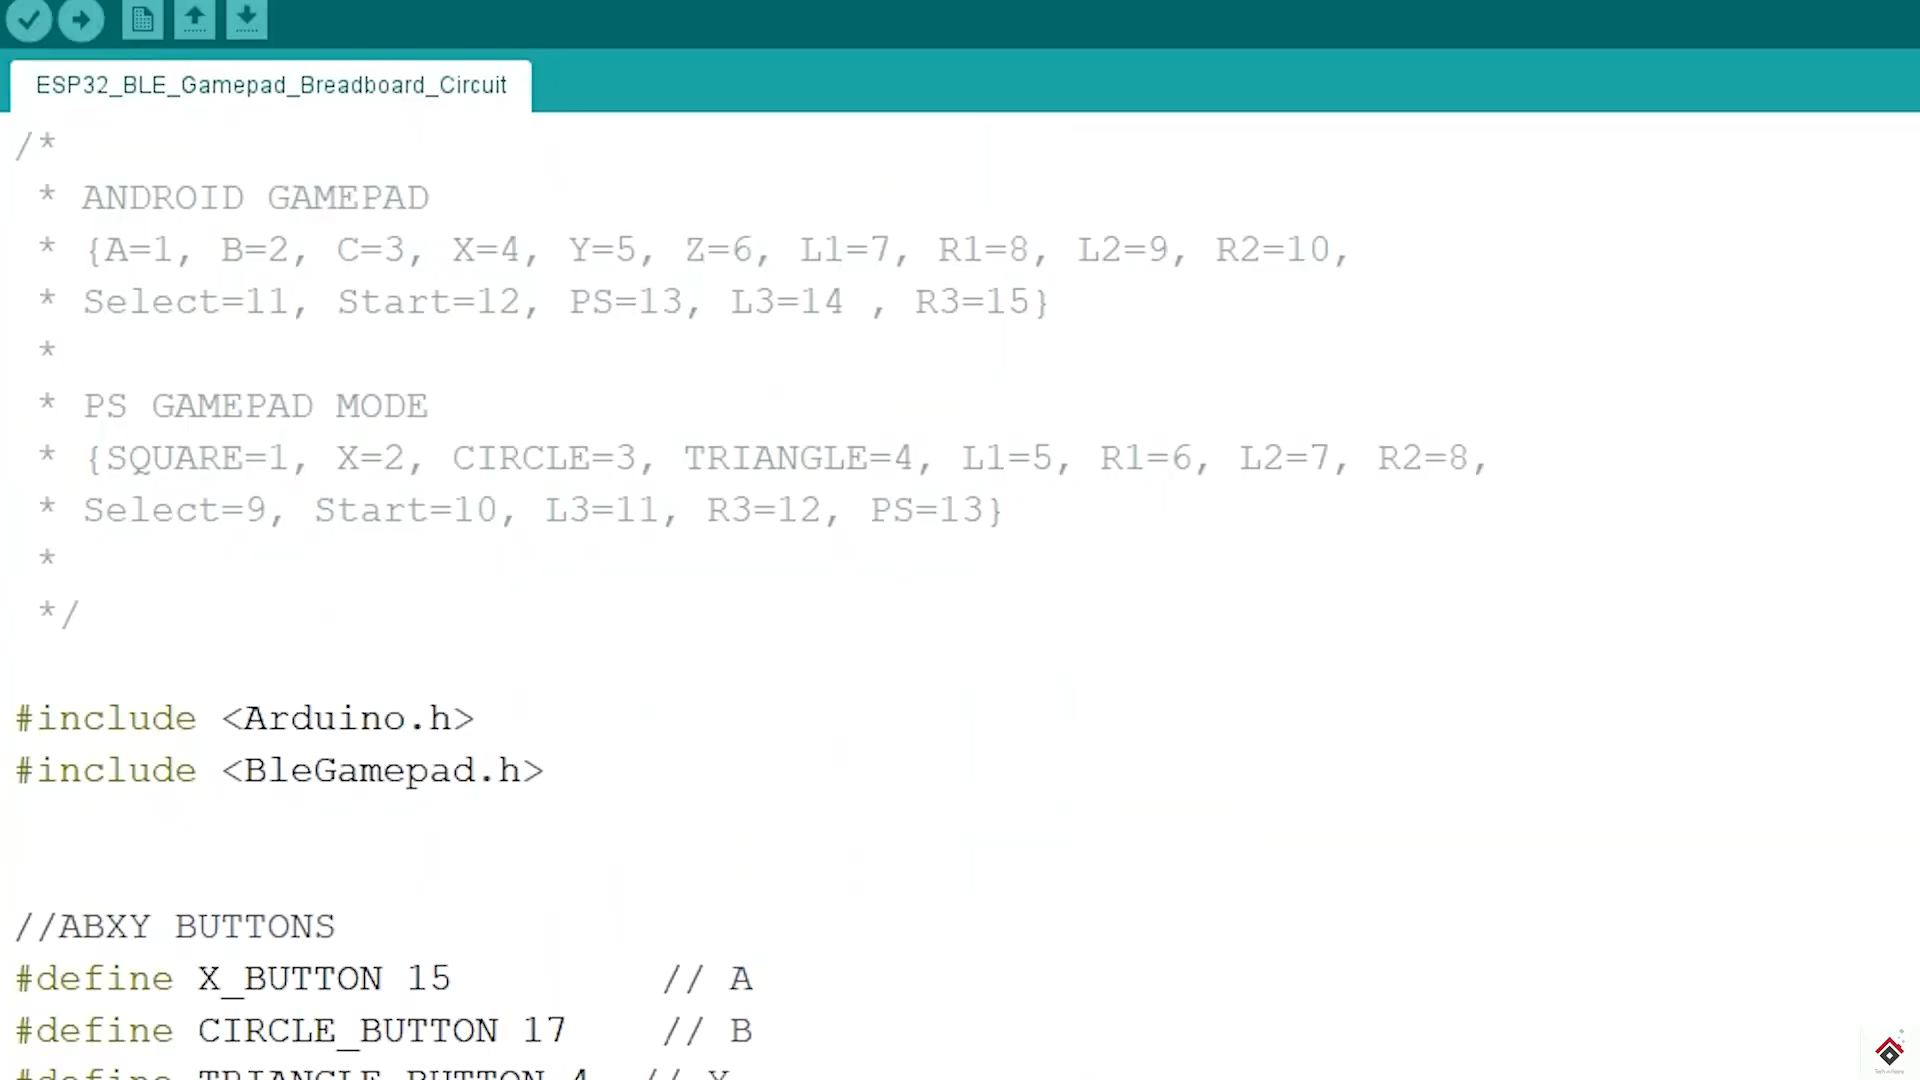 ESP32_BLE_Gamepad_Breadboard_Circuit
/*
* ANDROID GAMEPAD
* {A=1, B=2, C=3, X=4, Y=5, Z=6, L1=7, R1=8, L2=9, R2=10,
* Select=11, Start=12, PS=13, L3=14 , R3=15}
*
* PS GAMEPAD MODE
* {SQUARE=1, X=2, CIRCLE=3, TRIANGLE=4, L1=5, R1=6, L2=7, R2=8,
* Select=9, Start=10, L3=11, R3=12, PS=13}
*
*/
#include <Arduino.h>
#include <BleGamepad.h>
//ABXY BUTTONS
#define X_BUTTON 15 // A
#define CIRCLE_BUTTON 17 // B
#define TRIANGLE_BUTTON 4 // Y